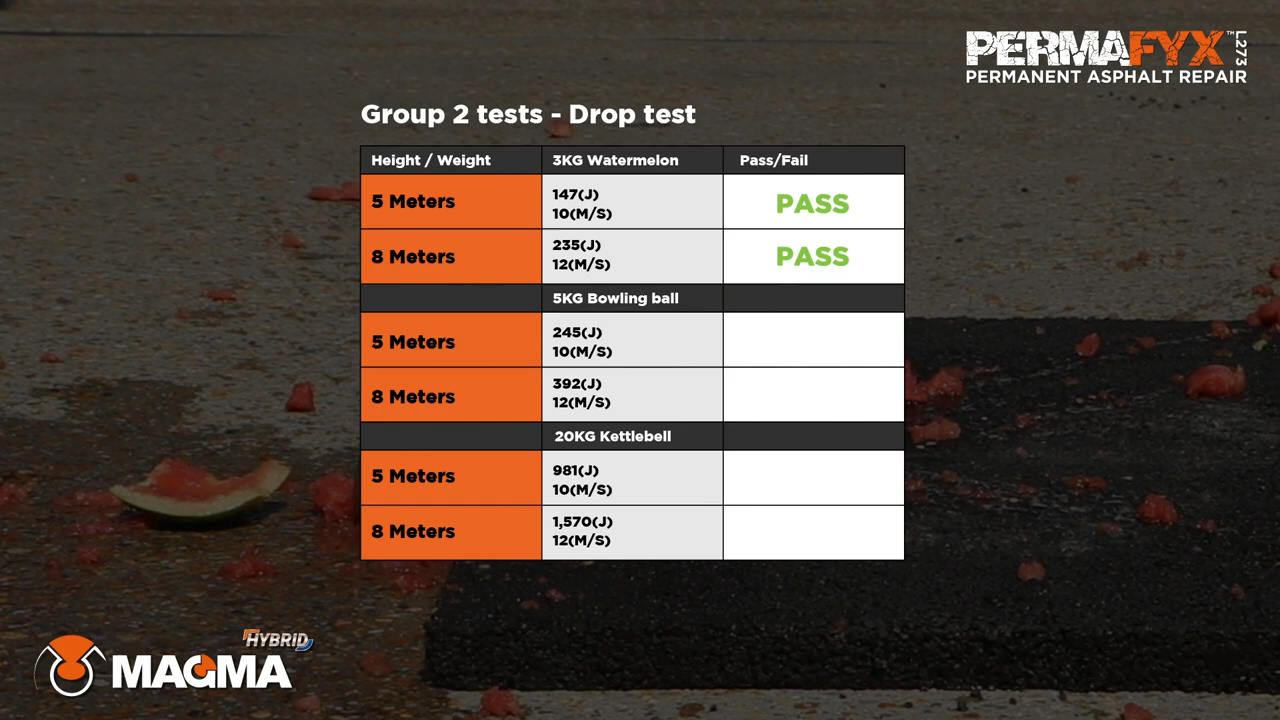 PERMAFYX™ L273
PERMANENT ASPHALT REPAIR
Group 2 tests - Drop test
Height / Weight 3KG Watermelon Pass/Fail
5 Meters 147(J) 10(M/S) PASS
8 Meters 235(J) 12(M/S) PASS
5KG Bowling ball
5 Meters 245(J) 10(M/S)
8 Meters 392(J) 12(M/S)
20KG Kettlebell
5 Meters 981(J) 10(M/S)
8 Meters 1,570(J) 12(M/S)
HYBRID
MAGMA